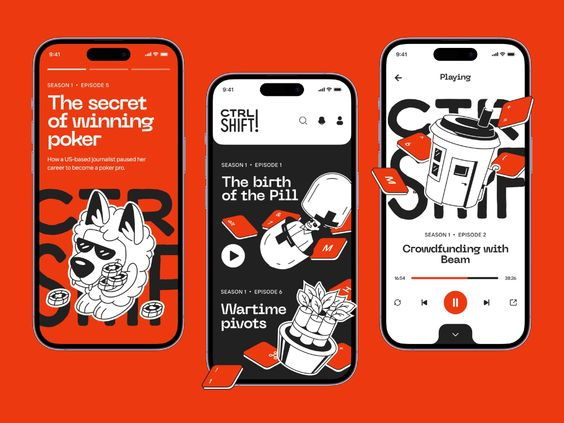 9:41
SEASON 1 • EPISODE 5
The secret
of winning
poker
How a US-based journalist paused her
career to become a poker pro.
CTRL
SHIFT
9:41
CTRL
SHIFT!
SEASON 1 • EPISODE 1
The birth
of the Pill
M
SEASON 1 • EPISODE 6
Wartime
pivots
9:41
Playing
CTRL
SHIFT
M
SEASON 1 • EPISODE 2
Crowdfunding with
Beam
16:54
38:26